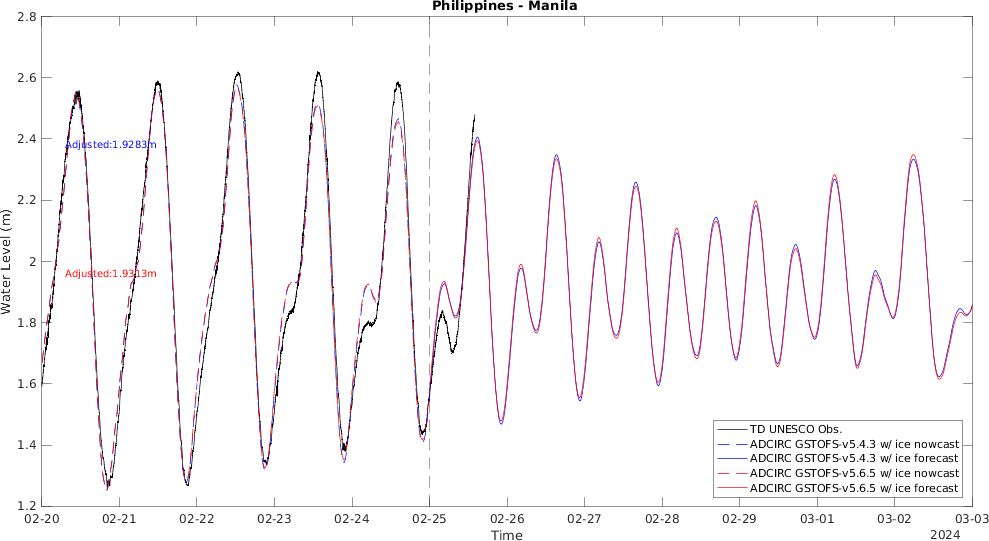 Philippines - Manila
2.8
2.6
2.4
2.2
2
1.8
1.6
1.4
1.2
Water Level (m)
Adjusted:1.9283m
Adjusted:1.9313m
TD UNESCO Obs.
ADCIRC GSTOFS-v5.4.3 w/ ice nowcast
ADCIRC GSTOFS-v5.4.3 w/ ice forecast
ADCIRC GSTOFS-v5.6.5 w/ ice nowcast
ADCIRC GSTOFS-v5.6.5 w/ ice forecast
02-20 02-21 02-22 02-23 02-24 02-25 02-26 02-27 02-28 02-29 03-01 03-02 03-03
Time
2024